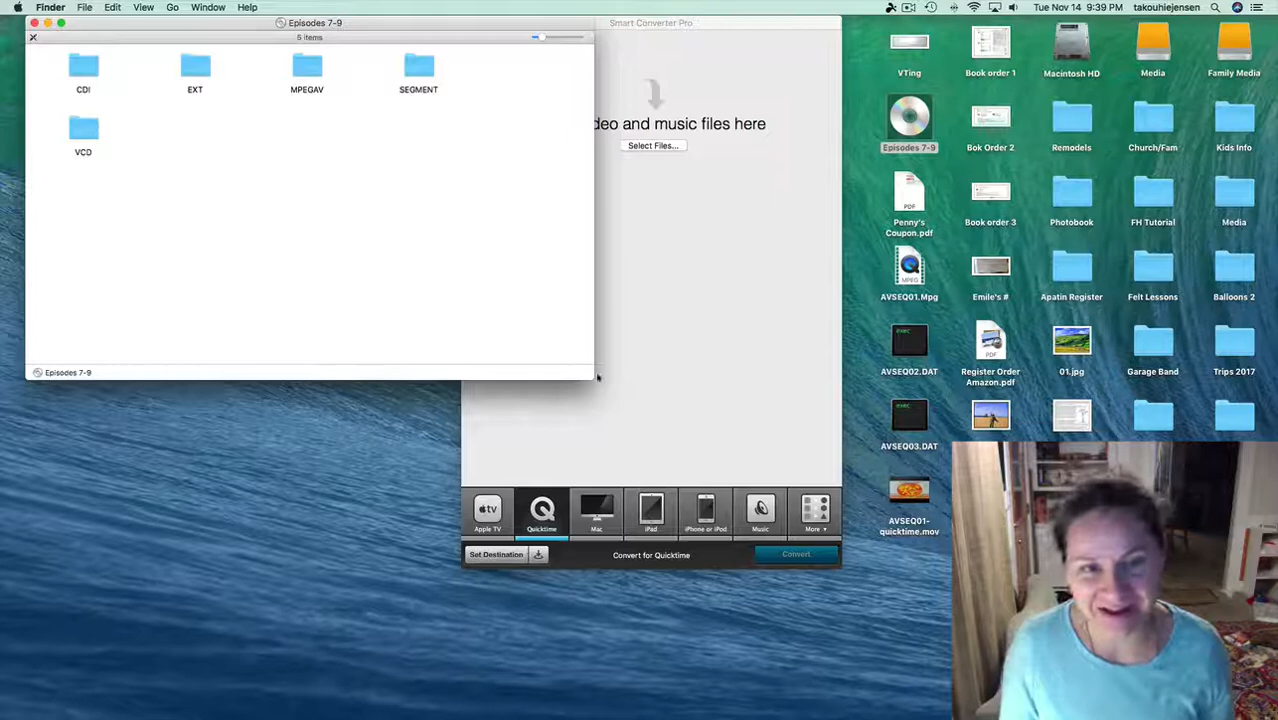 Finder File Edit View Go Window Help
Tue Nov 14 9:39 PM takouhiejensen
Episodes 7-9
5 items
CDI
EXT
MPEGAV
SEGMENT
VCD
Episodes 7-9
Smart Converter Pro
deo and music files here
Select Files...
Apple TV
Quicktime
Mac
iPad
iPhone or iPod
Music
More
Set Destination
Convert for Quicktime
Convert
VTing
Book order 1
Macintosh HD
Media
Family Media
Episodes 7-9
Bok Order 2
Remodels
Church/Fam
Kids Info
PDF
Penny's
Coupon.pdf
Book order 3
Photobook
FH Tutorial
Media
MPEG
AVSEQ01.Mpg
Emile's #
Apatin Register
Felt Lessons
Balloons 2
exec
AVSEQ02.DAT
PDF
Register Order
Amazon.pdf
01.jpg
Garage Band
Trips 2017
exec
AVSEQ03.DAT
AVSEQ01-
quicktime.mov